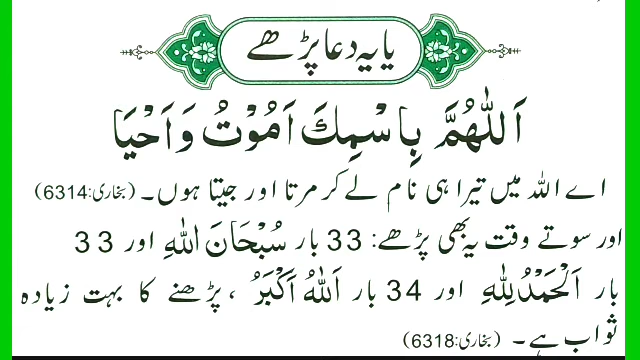 یا یہ دعا پڑھے
اَللّٰهُمَّ بِاسْمِكَ اَمُوْتُ وَاَحْيَا
اے اللہ میں تیرا ہی نام لے کر مرتا اور جیتا ہوں۔ (بخاری:6314)
اور سوتے وقت یہ بھی پڑھے: 33 بار سُبْحَانَ اللّٰهِ اور 33
بار اَلْحَمْدُلِلّٰهِ اور 34 بار اَللّٰهُ اَكْبَرُ ، پڑھنے کا بہت زیادہ
ثواب ہے۔ (بخاری:6318)